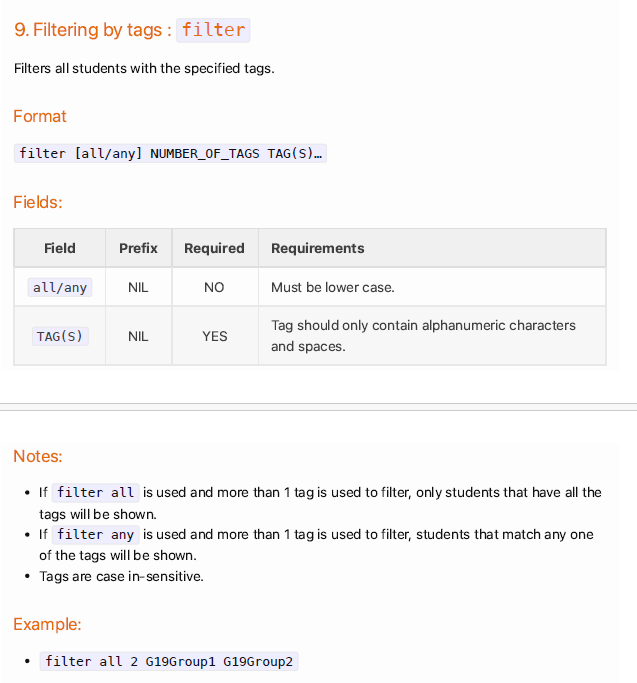 9. Filtering by tags : filter
Filters all students with the specified tags.
Format
filter [all/any] NUMBER_OF_TAGS TAG(S)…
Fields:
Field Prefix Required Requirements
all/any NIL NO Must be lower case.
TAG(S) NIL YES Tag should only contain alphanumeric characters
and spaces.
Notes:
• If filter all is used and more than 1 tag is used to filter, only students that have all the
tags will be shown.
• If filter any is used and more than 1 tag is used to filter, students that match any one
of the tags will be shown.
• Tags are case in-sensitive.
Example:
• filter all 2 G19Group1 G19Group2